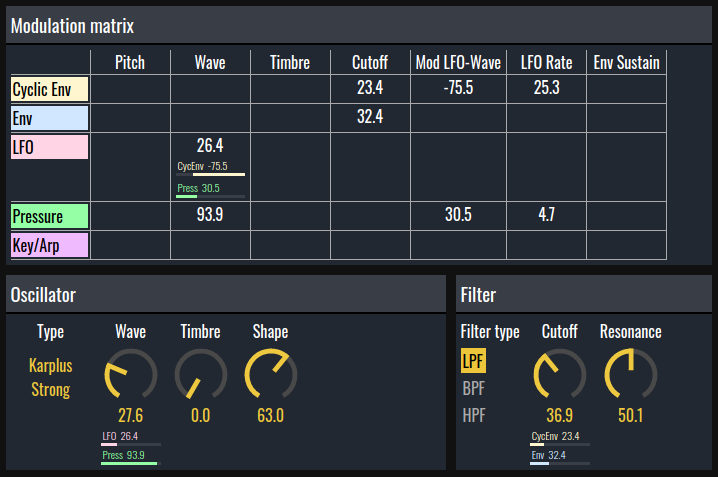 Modulation matrix
Pitch Wave Timbre Cutoff Mod LFO-Wave LFO Rate Env Sustain
Cyclic Env 23.4 -75.5 25.3
Env 32.4
LFO 26.4
CycEnv -75.5
Press 30.5
Pressure 93.9 30.5 4.7
Key/Arp
Oscillator
Type Wave Timbre Shape
Karplus
Strong
27.6 0.0 63.0
LFO 26.4
Press 93.9
Filter
Filter type Cutoff Resonance
LPF
BPF
HPF 36.9 50.1
CycEnv 23.4
Env 32.4